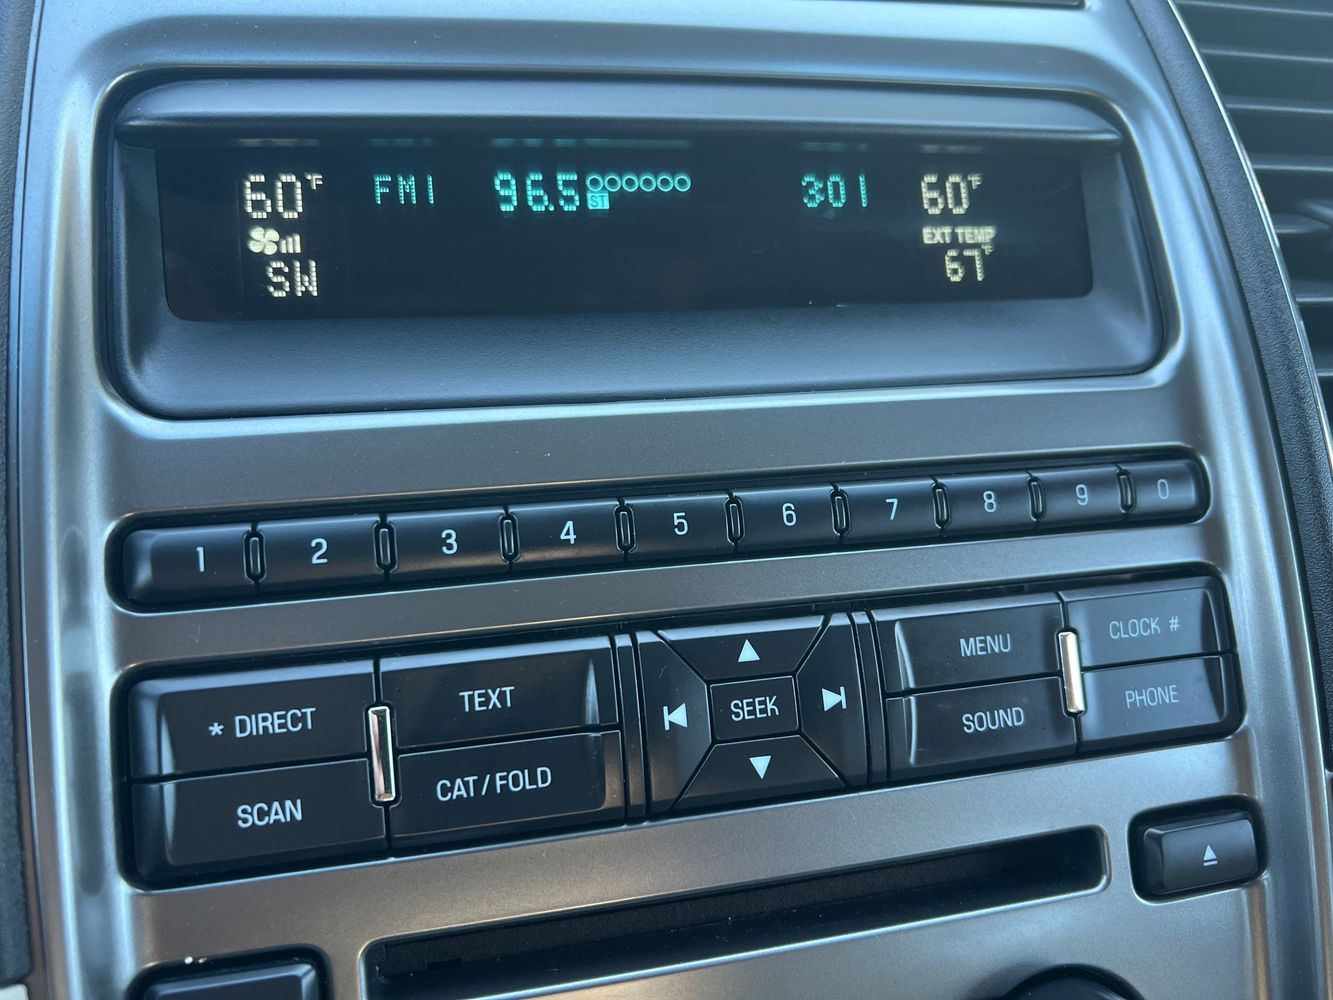 60°F FM1 96.5 ST 3:01 60°F
EXT TEMP
SW 67°F
1 2 3 4 5 6 7 8 9 0
* DIRECT TEXT SEEK MENU CLOCK #
SCAN CAT/FOLD SOUND PHONE